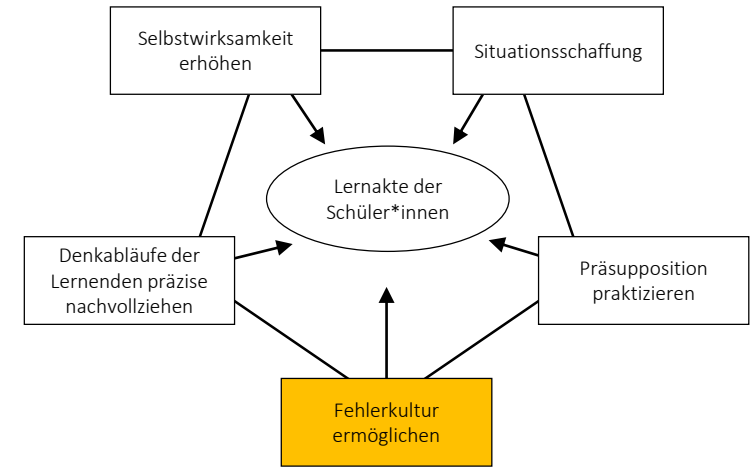 Selbstwirksamkeit
erhöhen
Situationsschaffung
Lernakte der
Schüler*innen
Denkabläufe der
Lernenden präzise
nachvollziehen
Präsupposition
praktizieren
Fehlerkultur
ermöglichen